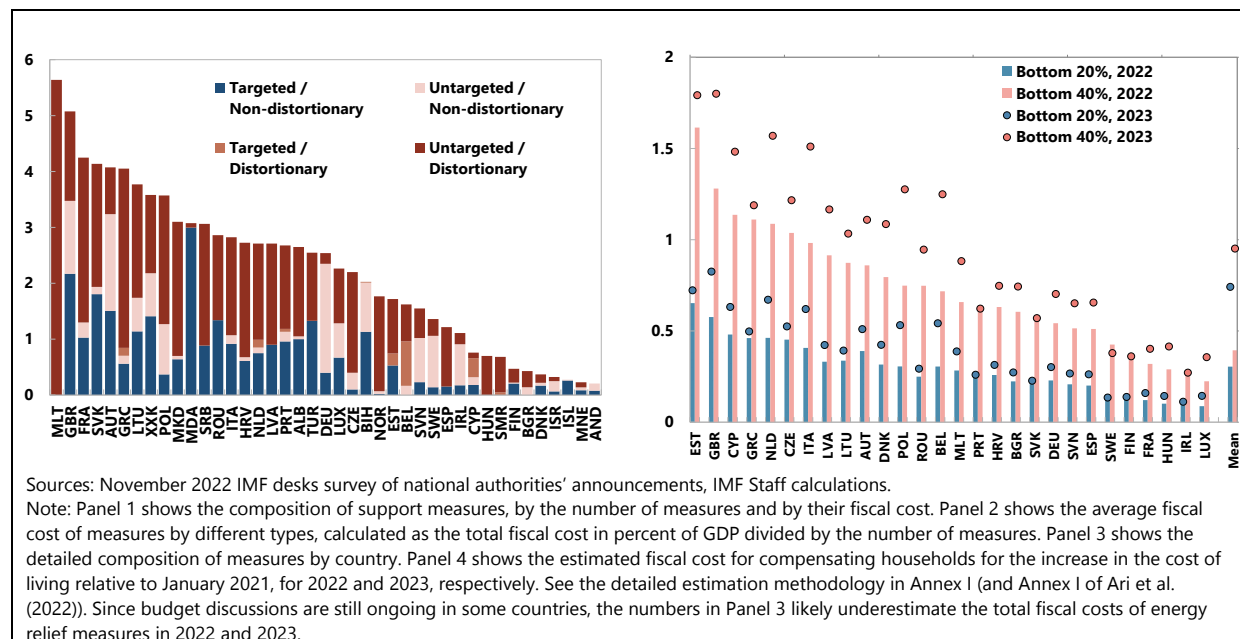 6
5
4
3
2
1
0
Targeted /
Non-distortionary
Untargeted /
Non-distortionary
Targeted /
Distortionary
Untargeted /
Distortionary
MLT GBR FRA SVK AUT GRC LTU XXK POL MKD MDA SRB ROU ITA HRV NLD LVA PRT ALB TUR DEU LUX CZE BIH NOR EST BEL SVN SWE ESP IRL CYP HUN SMR FIN BGR DNK ISR ISL MNE AND
2
1.5
1
0.5
0
Bottom 20%, 2022
Bottom 40%, 2022
Bottom 20%, 2023
Bottom 40%, 2023
EST GBR CYP GRC NLD CZE ITA LVA LTU AUT DNK POL ROU BEL MLT PRT HRV BGR SVK DEU SVN ESP SWE FIN FRA HUN IRL LUX Mean
Sources: November 2022 IMF desks survey of national authorities’ announcements, IMF Staff calculations.
Note: Panel 1 shows the composition of support measures, by the number of measures and by their fiscal cost. Panel 2 shows the average fiscal
cost of measures by different types, calculated as the total fiscal cost in percent of GDP divided by the number of measures. Panel 3 shows the
detailed composition of measures by country. Panel 4 shows the estimated fiscal cost for compensating households for the increase in the cost of
living relative to January 2021, for 2022 and 2023, respectively. See the detailed estimation methodology in Annex I (and Annex I of Ari et al.
(2022)). Since budget discussions are still ongoing in some countries, the numbers in Panel 3 likely underestimate the total fiscal costs of energy
relief measures in 2022 and 2023.